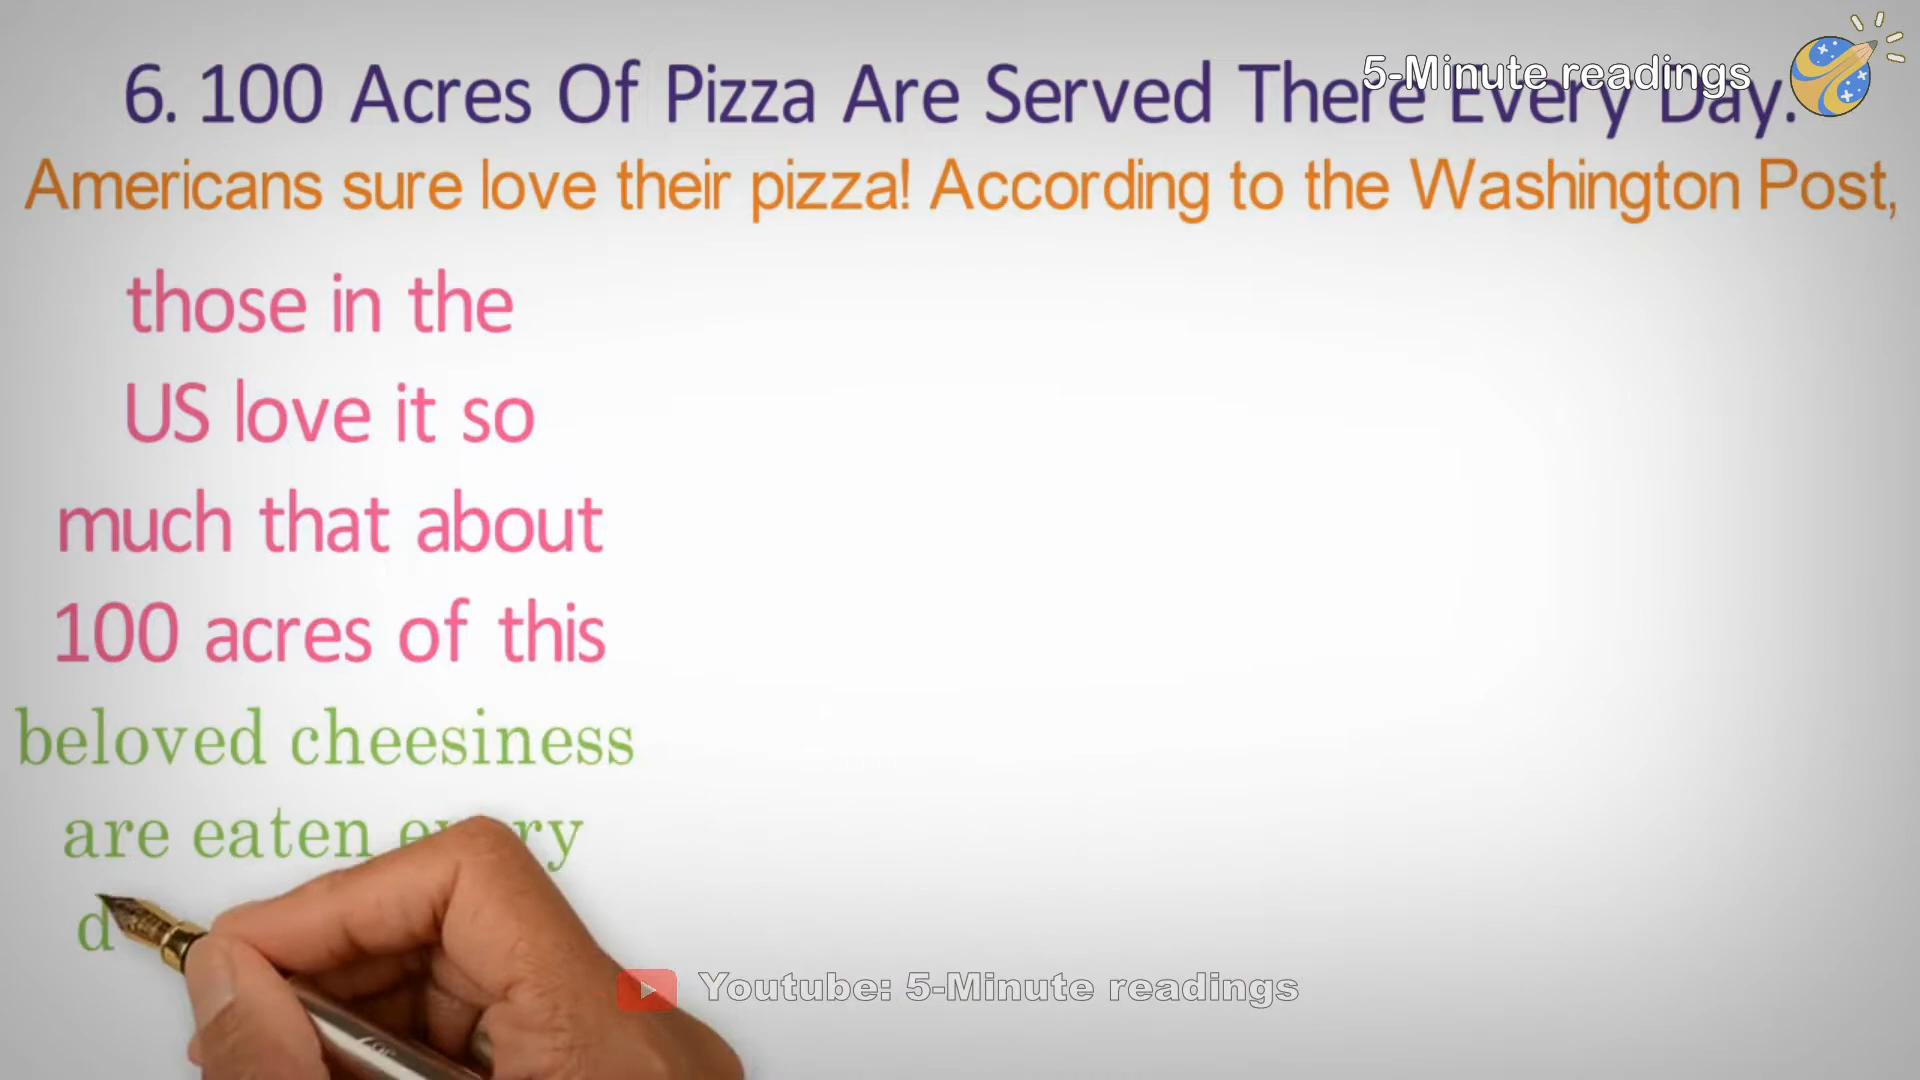 6. 100 Acres Of Pizza Are Served There Every Day.
5-Minute readings
Americans sure love their pizza! According to the Washington Post,
those in the
US love it so
much that about
100 acres of this
beloved cheesiness
are eaten every
d
Youtube: 5-Minute readings